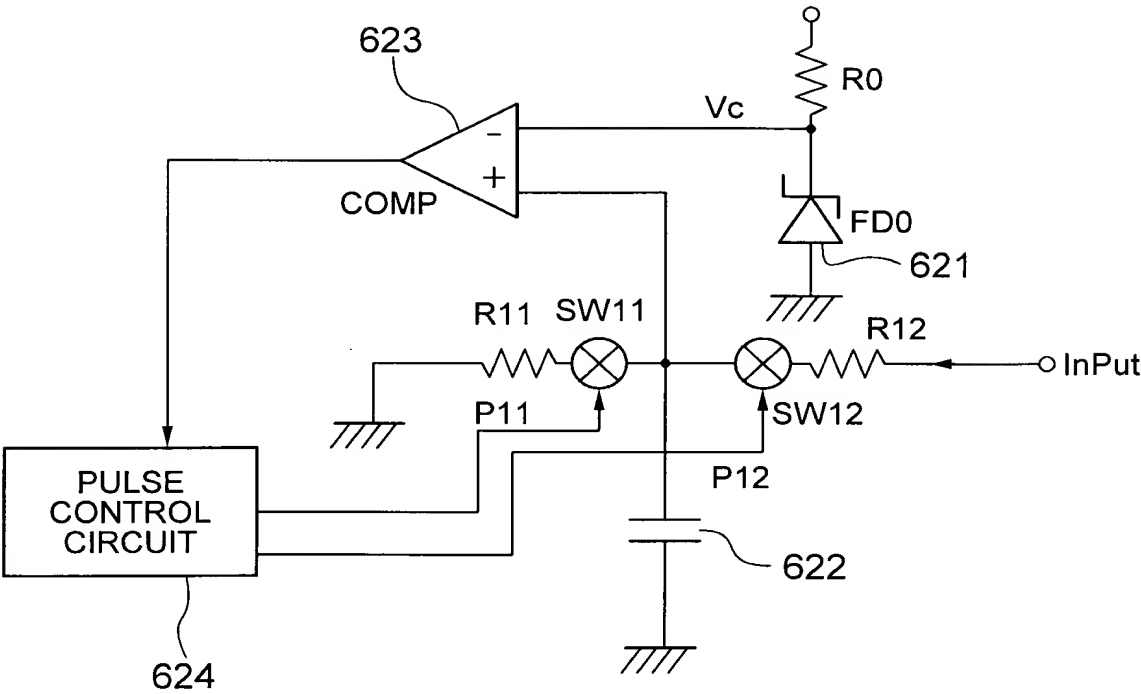 623
R0
Vc
-
+
COMP
FD0
621
R11
SW11
R12
InPut
P11
SW12
P12
PULSE
CONTROL
CIRCUIT
622
624